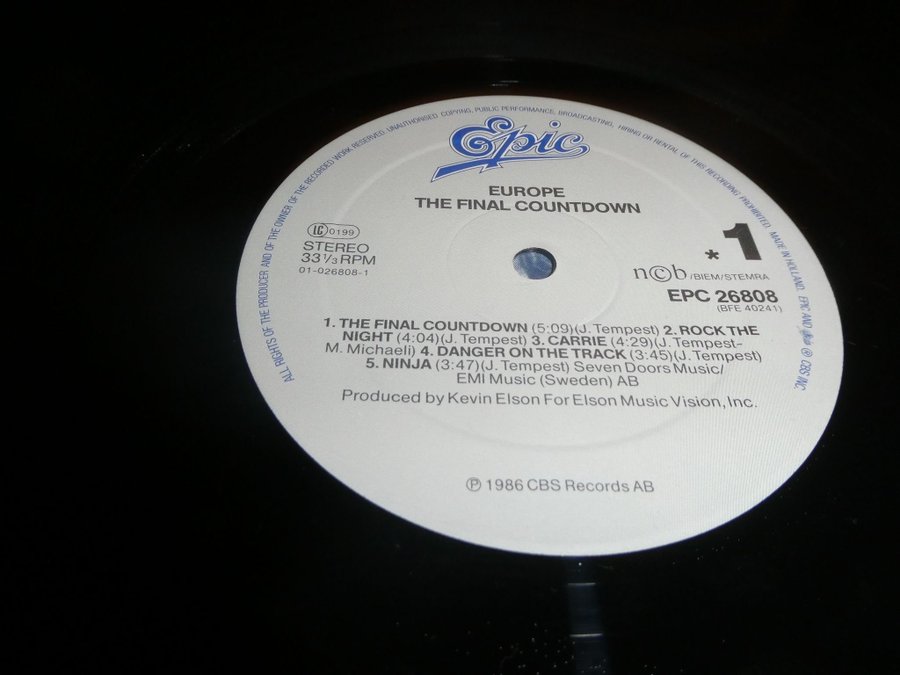 ALL RIGHTS OF THE PRODUCER AND OF THE OWNER OF THE RECORDED WORK RESERVED. UNAUTHORISED COPYING, PUBLIC PERFORMANCE, BROADCASTING, HIRING OR RENTAL OF THIS RECORDING PROHIBITED. MADE IN HOLLAND. EPIC AND ℗ CBS INC.
Epic
EUROPE
THE FINAL COUNTDOWN
LC 0199
STEREO
33⅓ RPM
01-026808-1
* 1
n©b/BIEM/STEMRA
EPC 26808
(BFE 40241)
1. THE FINAL COUNTDOWN (5:09)(J. Tempest) 2. ROCK THE
NIGHT (4:04)(J. Tempest) 3. CARRIE (4:29)(J. Tempest-
M. Michaeli) 4. DANGER ON THE TRACK (3:45)(J. Tempest)
5. NINJA (3:47)(J. Tempest) Seven Doors Music/
EMI Music (Sweden) AB
Produced by Kevin Elson For Elson Music Vision, Inc.
℗ 1986 CBS Records AB